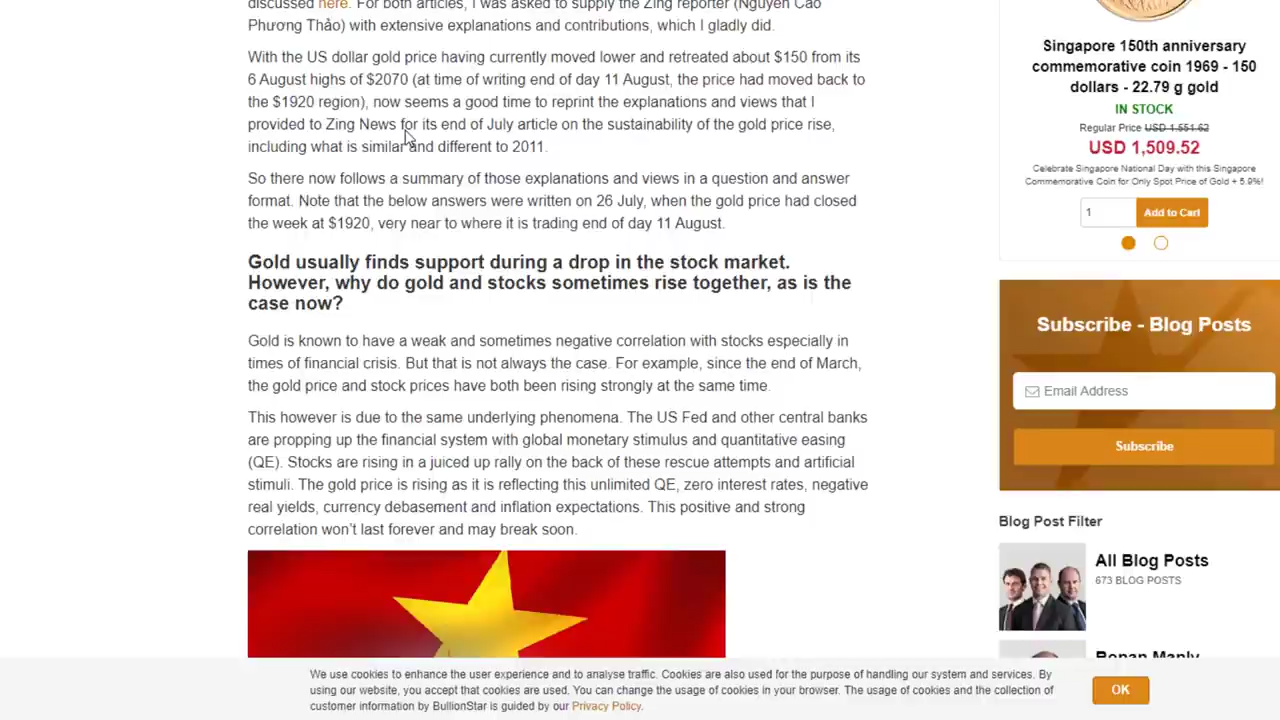 discussed here. For both articles, I was asked to supply the Zing reporter (Nguyen Cao
Phương Thảo) with extensive explanations and contributions, which I gladly did.
With the US dollar gold price having currently moved lower and retreated about $150 from its
6 August highs of $2070 (at time of writing end of day 11 August, the price had moved back to
the $1920 region), now seems a good time to reprint the explanations and views that I
provided to Zing News for its end of July article on the sustainability of the gold price rise,
including what is similar and different to 2011.
So there now follows a summary of those explanations and views in a question and answer
format. Note that the below answers were written on 26 July, when the gold price had closed
the week at $1920, very near to where it is trading end of day 11 August.
Gold usually finds support during a drop in the stock market.
However, why do gold and stocks sometimes rise together, as is the
case now?
Gold is known to have a weak and sometimes negative correlation with stocks especially in
times of financial crisis. But that is not always the case. For example, since the end of March,
the gold price and stock prices have both been rising strongly at the same time.
This however is due to the same underlying phenomena. The US Fed and other central banks
are propping up the financial system with global monetary stimulus and quantitative easing
(QE). Stocks are rising in a juiced up rally on the back of these rescue attempts and artificial
stimuli. The gold price is rising as it is reflecting this unlimited QE, zero interest rates, negative
real yields, currency debasement and inflation expectations. This positive and strong
correlation won't last forever and may break soon.
Singapore 150th anniversary
commemorative coin 1969 - 150
dollars - 22.79 g gold
IN STOCK
Regular Price USD 1,551.62
USD 1,509.52
Celebrate Singapore National Day with this Singapore
Commemorative Coin for Only Spot Price of Gold + 5.9%!
1
Add to Cart
Subscribe - Blog Posts
Email Address
Subscribe
Blog Post Filter
All Blog Posts
673 BLOG POSTS
Ronan Manly
We use cookies to enhance the user experience and to analyse traffic. Cookies are also used for the purpose of handling our system and services. By
using our website, you accept that cookies are used. You can change the usage of cookies in your browser. The usage of cookies and the collection of
customer information by BullionStar is guided by our Privacy Policy.
OK